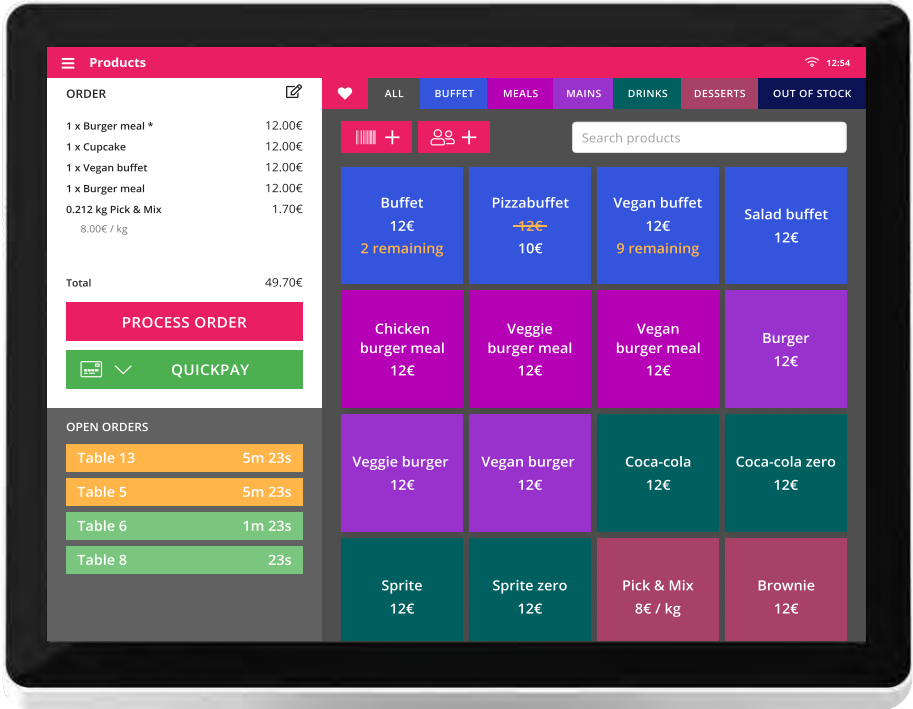 Products
12:54
ORDER
1 x Burger meal * 12.00€
1 x Cupcake 12.00€
1 x Vegan buffet 12.00€
1 x Burger meal 12.00€
0.212 kg Pick & Mix 1.70€
8.00€ / kg
Total 49.70€
PROCESS ORDER
QUICKPAY
OPEN ORDERS
Table 13 5m 23s
Table 5 5m 23s
Table 6 1m 23s
Table 8 23s
ALL BUFFET MEALS MAINS DRINKS DESSERTS OUT OF STOCK
Search products
Buffet
12€
2 remaining
Pizzabuffet
12€
10€
Vegan buffet
12€
9 remaining
Salad buffet
12€
Chicken
burger meal
12€
Veggie
burger meal
12€
Vegan
burger meal
12€
Burger
12€
Veggie burger
12€
Vegan burger
12€
Coca-cola
12€
Coca-cola zero
12€
Sprite
12€
Sprite zero
12€
Pick & Mix
8€ / kg
Brownie
12€